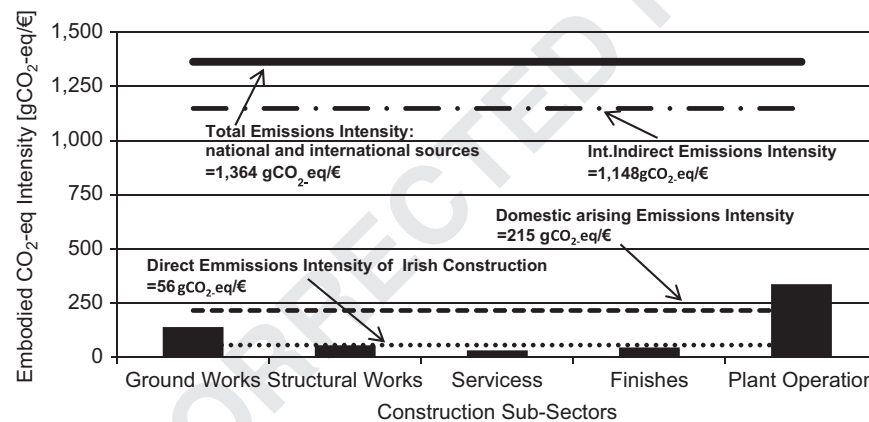 Embodied CO2-eq Intensity [gCO2-eq/€]
1,500
1,250
1,000
750
500
250
0
Total Emissions Intensity:
national and international sources
=1,364 gCO2-eq/€
Int.Indirect Emissions Intensity
=1,148gCO2-eq/€
Domestic arising Emissions Intensity
=215 gCO2-eq/€
Direct Emmissions Intensity of Irish Construction
=56gCO2-eq/€
Ground Works Structural Works Servicess Finishes Plant Operation
Construction Sub-Sectors
ORRECTED